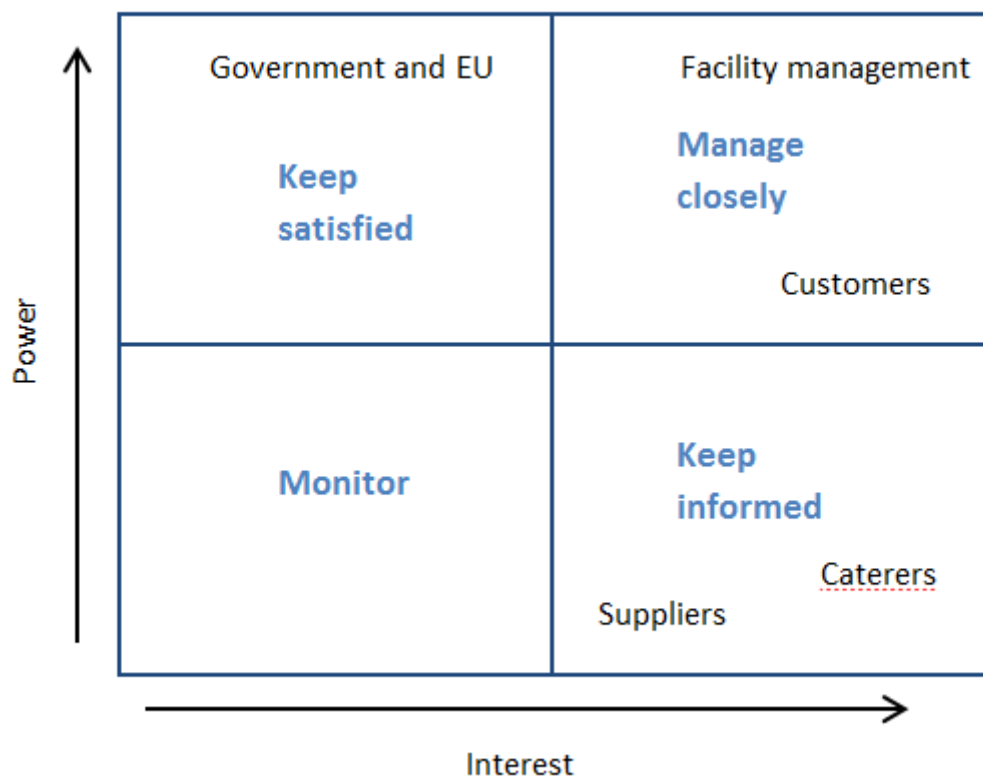 Government and EU
Facility management
Keep
satisfied
Manage
closely
Customers
Power
Monitor
Keep
informed
Caterers
Suppliers
Interest